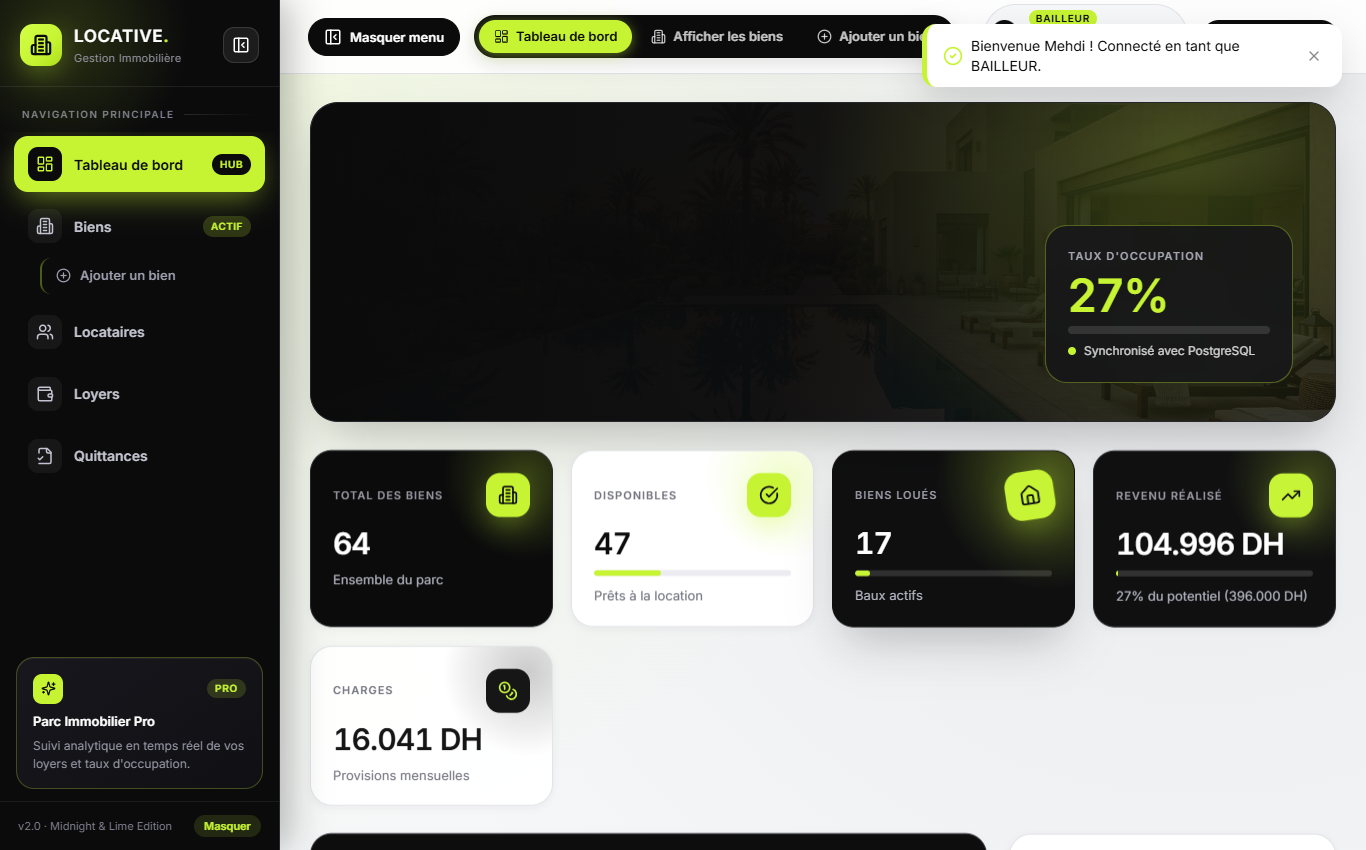 LOCATIVE.
Gestion Immobilière
NAVIGATION PRINCIPALE
Tableau de bord
HUB
Biens
ACTIF
Ajouter un bien
Locataires
Loyers
Quittances
PRO
Parc Immobilier Pro
Suivi analytique en temps réel de vos
loyers et taux d'occupation.
v2.0 · Midnight & Lime Edition
Masquer
Masquer menu
Tableau de bord
Afficher les biens
Ajouter un
BAILLEUR
Bienvenue Mehdi ! Connecté en tant que
BAILLEUR.
TAUX D'OCCUPATION
27%
Synchronisé avec PostgreSQL
TOTAL DES BIENS
64
Ensemble du parc
DISPONIBLES
47
Prêts à la location
BIENS LOUÉS
17
Baux actifs
REVENU RÉALISÉ
104.996 DH
27% du potentiel (396.000 DH)
CHARGES
16.041 DH
Provisions mensuelles